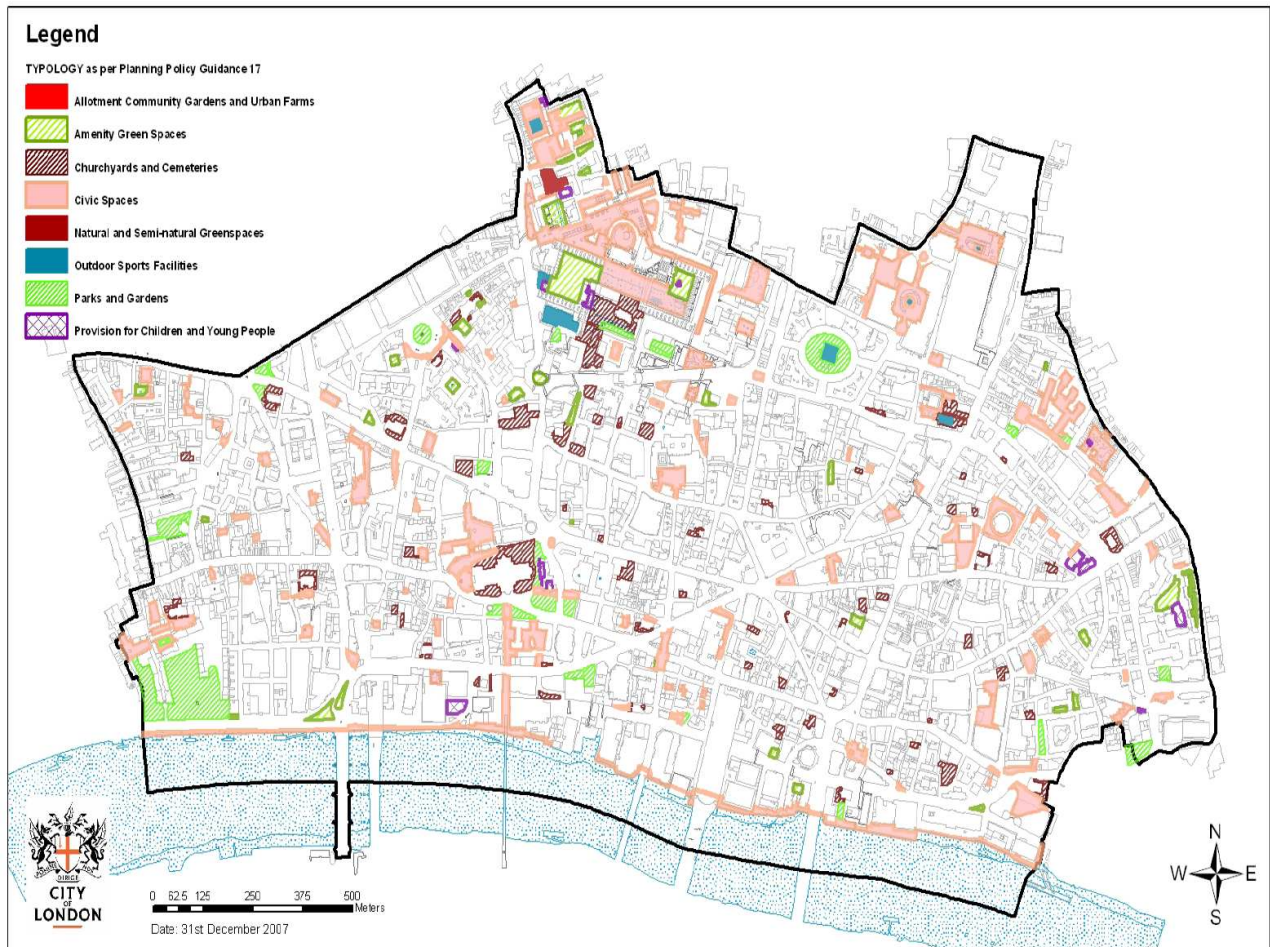 Legend
TYPOLOGY as per Planning Policy Guidance 17
Allotment Community Gardens and Urban Farms
Amenity Green Spaces
Churchyards and Cemeteries
Civic Spaces
Natural and Semi-natural Greenspaces
Outdoor Sports Facilities
Parks and Gardens
Provision for Children and Young People
DIRIGE
CITY
OF
LONDON
0 62.5 125 250 375 500
Meters
Date: 31st December 2007
N
W E
S